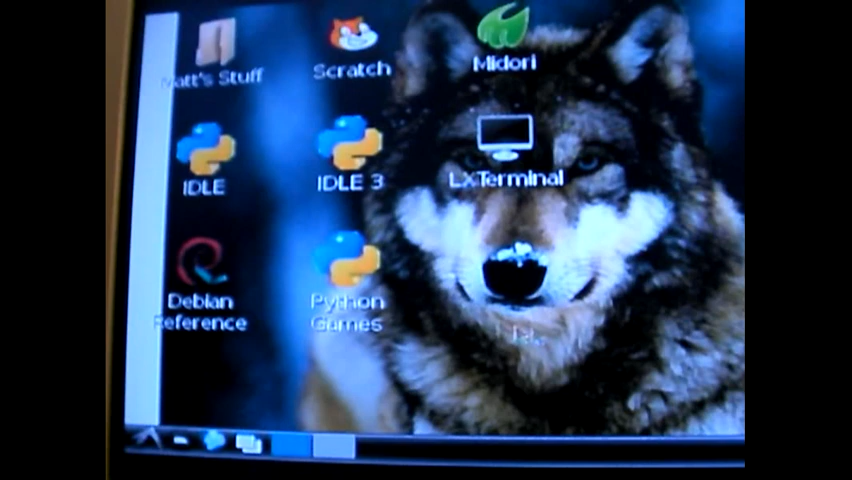 Matt's Stuff
Scratch
Midori
IDLE
IDLE 3
LXTerminal
Debian
Reference
Python
Games